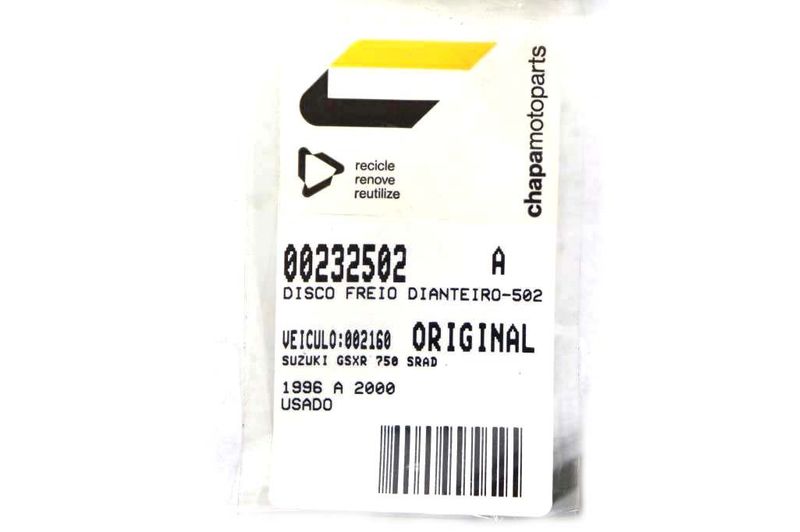 chapamotoparts
recicle
renove
reutilize
00232502 A
DISCO FREIO DIANTEIRO-502
VEICULO:002160 ORIGINAL
SUZUKI GSXR 750 SRAD
1996 A 2000
USADO